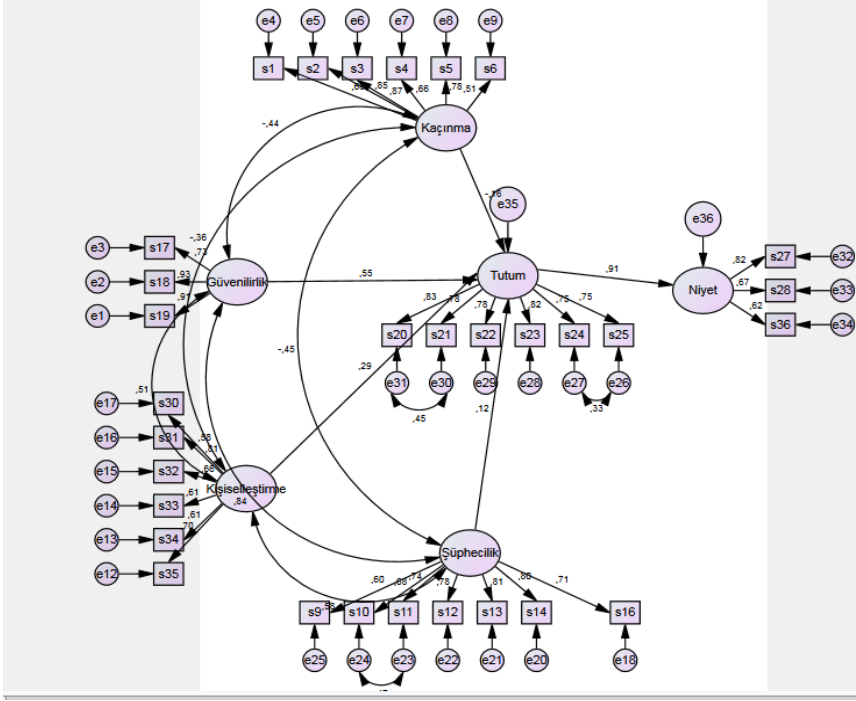 e4 e5 e6 e7 e8 e9
s1 s2 s3 s4 s5 s6
,85 ,87 ,66 ,78 ,51
Kaçınma
-,44
-,16
e35
e36
e3 s17 -,36
,73
e2 s18 ,93 Güvenilirlik
e1 s19 ,91
,55
Tutum
,91
Niyet
,82 s27 e32
,67 s28 e33
,62 s36 e34
,83 ,78 ,78 ,82 ,75 ,75
s20 s21 s22 s23 s24 s25
e31 e30 e29 e28 e27 e26
,45 ,33
-,45
,29
,12
,51
e17 s30
e16 s31 ,58
e15 s32 ,66
e14 s33 ,61
e13 s34 ,61
e12 s35 ,70
Kişiselleştirme
,84
Şüphecilik
,60 ,74 ,78 ,81 ,71
s9 s10 s11 s12 s13 s14 s16
e25 e24 e23 e22 e21 e20 e18